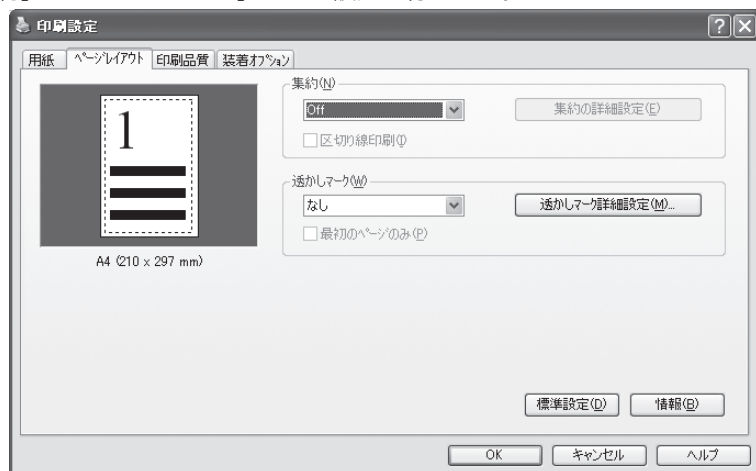 印刷設定
用紙 ページレイアウト 印刷品質 装着オプション
1
A4 (210 x 297 mm)
集約(N)
Off
集約の詳細設定(E)
区切り線印刷(I)
透かしマーク(W)
なし
透かしマーク詳細設定(M)...
最初のページのみ(P)
標準設定(D) 情報(B)
OK キャンセル ヘルプ